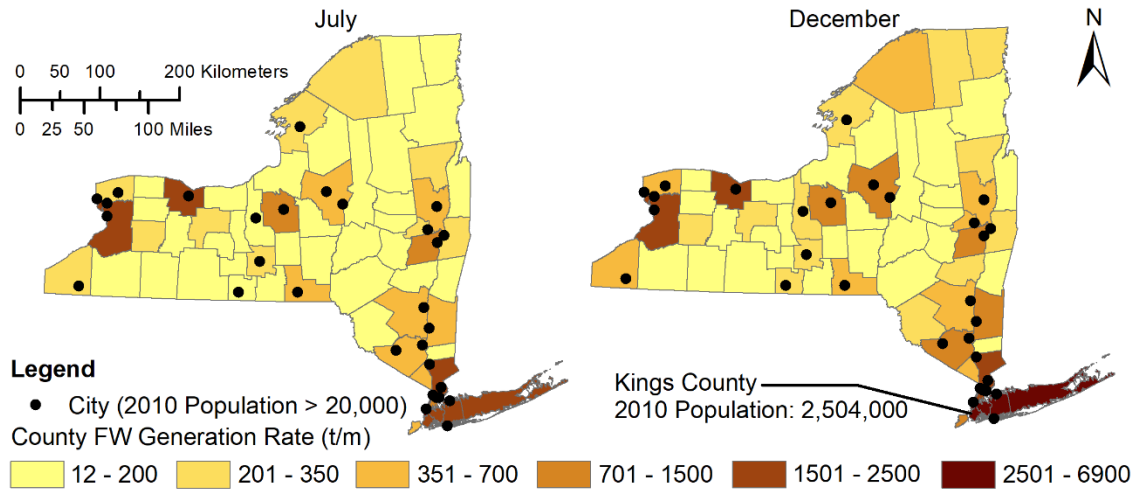 July
December
N
0 50 100 200 Kilometers
0 25 50 100 Miles
Kings County
2010 Population: 2,504,000
Legend
City (2010 Population > 20,000)
County FW Generation Rate (t/m)
12 - 200 201 - 350 351 - 700 701 - 1500 1501 - 2500 2501 - 6900